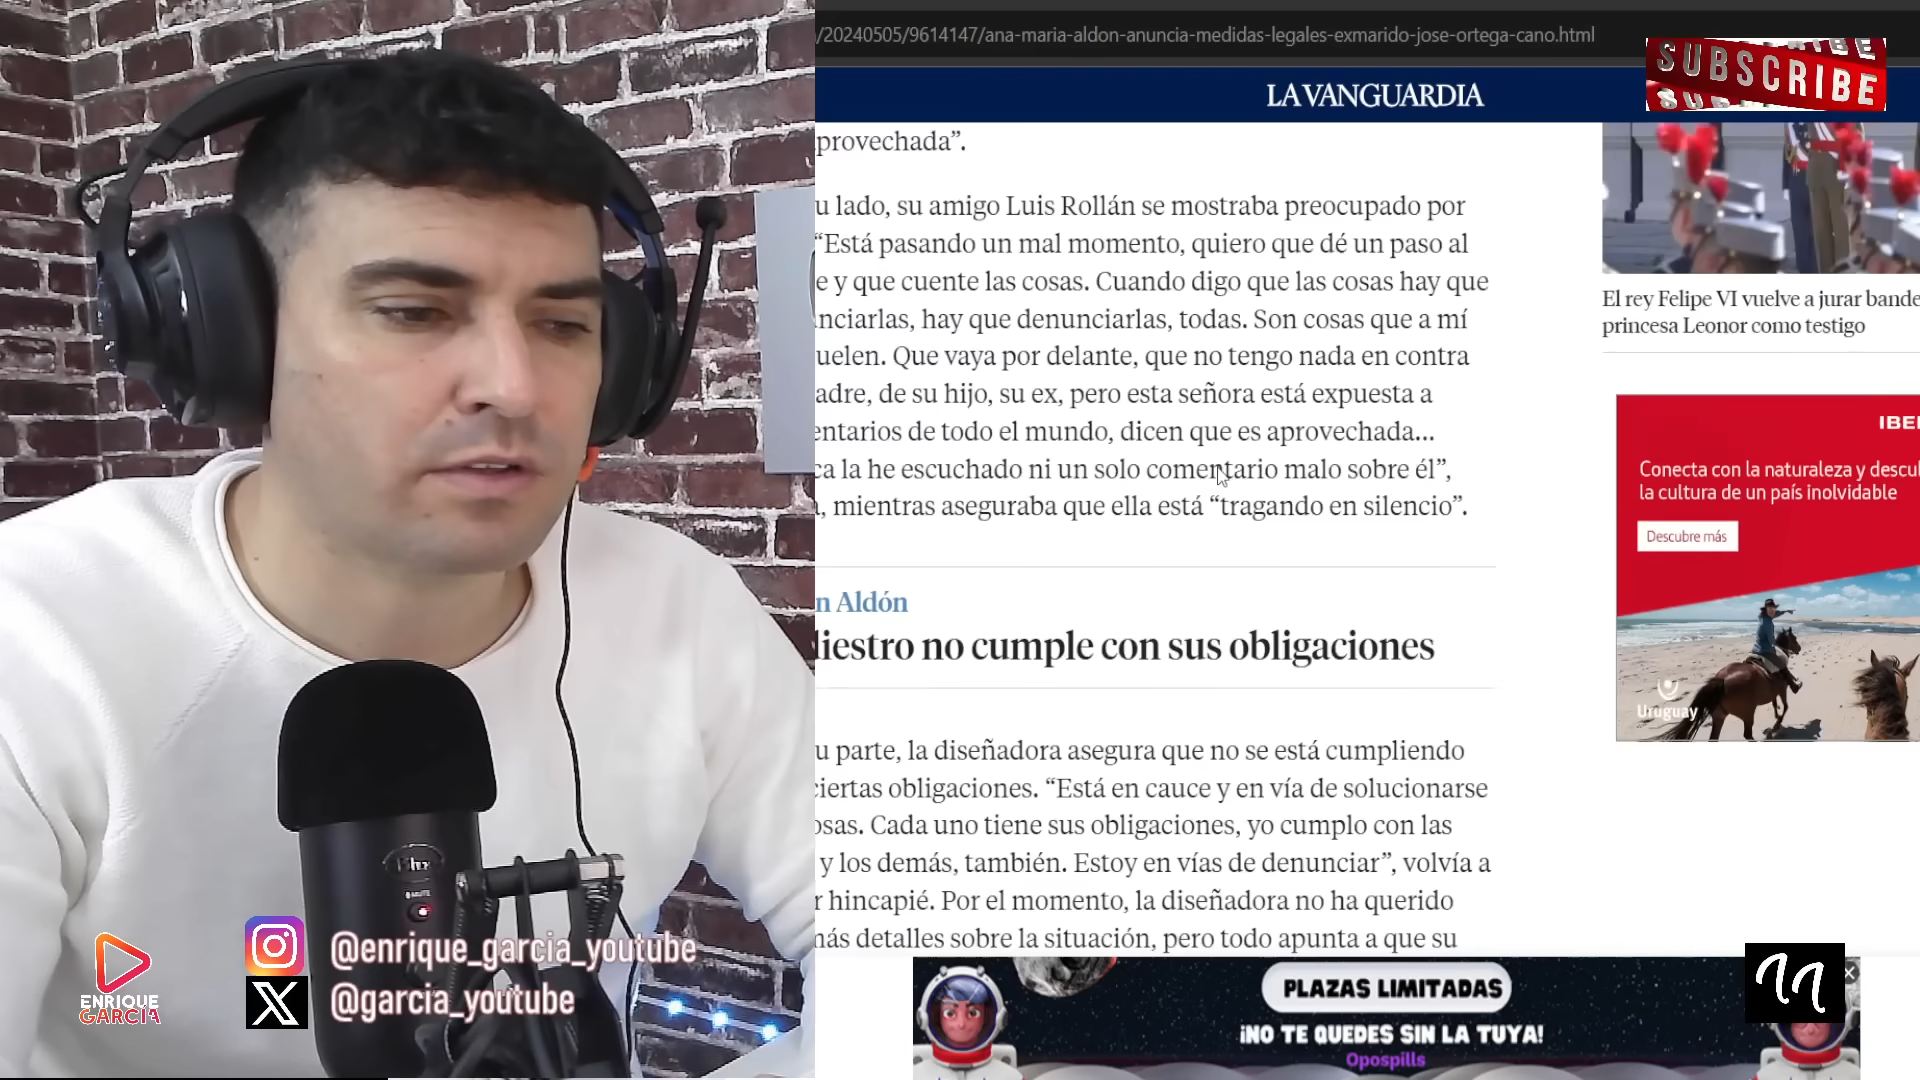 /20240505/9614147/ana-maria-aldon-anuncia-medidas-legales-exmarido-jose-ortega-cano.html
SUBSCRIBE
LA VANGUARDIA
provechada”.
u lado, su amigo Luis Rollán se mostraba preocupado por
“Está pasando un mal momento, quiero que dé un paso al
e y que cuente las cosas. Cuando digo que las cosas hay que
nciarlas, hay que denunciarlas, todas. Son cosas que a mí
uelen. Que vaya por delante, que no tengo nada en contra
adre, de su hijo, su ex, pero esta señora está expuesta a
entarios de todo el mundo, dicen que es aprovechada...
ca la he escuchado ni un solo comentario malo sobre él”,
, mientras aseguraba que ella está “tragando en silencio”.
n Aldón
diestro no cumple con sus obligaciones
u parte, la diseñadora asegura que no se está cumpliendo
ciertas obligaciones. “Está en cauce y en vía de solucionarse
osas. Cada uno tiene sus obligaciones, yo cumplo con las
y los demás, también. Estoy en vías de denunciar”, volvía a
r hincapié. Por el momento, la diseñadora no ha querido
más detalles sobre la situación, pero todo apunta a que su
El rey Felipe VI vuelve a jurar bande
princesa Leonor como testigo
IBE
Conecta con la naturaleza y descu
la cultura de un país inolvidable
Descubre más
Uruguay
PLAZAS LIMITADAS
¡NO TE QUEDES SIN LA TUYA!
Opospills
Blue
MUTE
ENRIQUE
GARCÍA
@enrique_garcia_youtube
@garcia_youtube